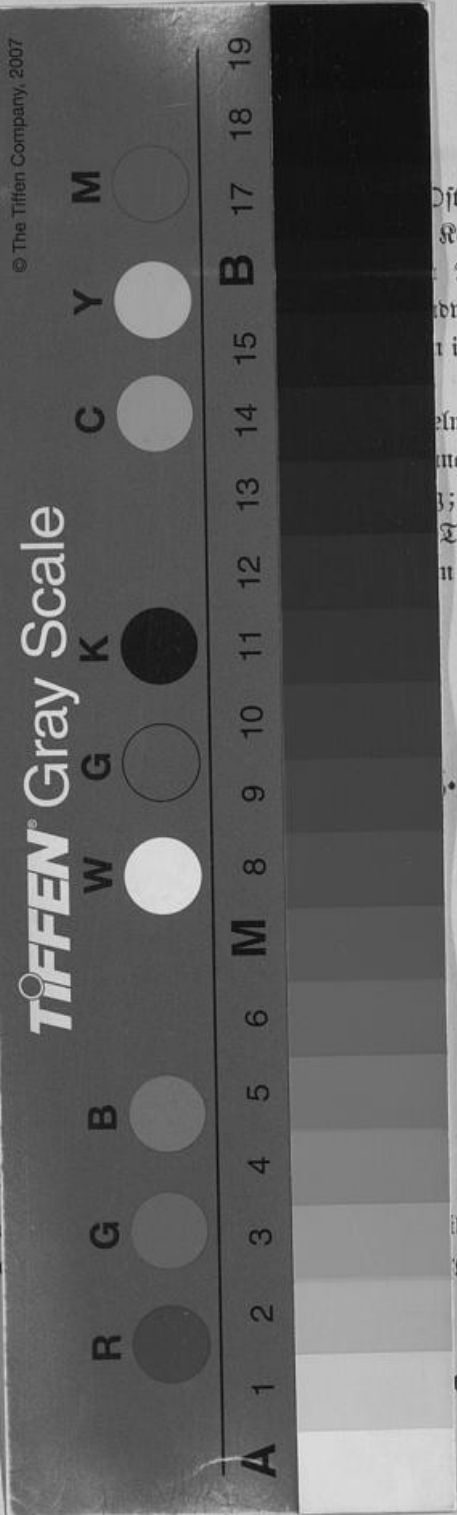 © The Tiffen Company, 2007
TIFFEN® Gray Scale
R G B W G K C Y M
A 1 2 3 4 5 6 M 8 9 10 11 12 13 14 15 B 17 18 19